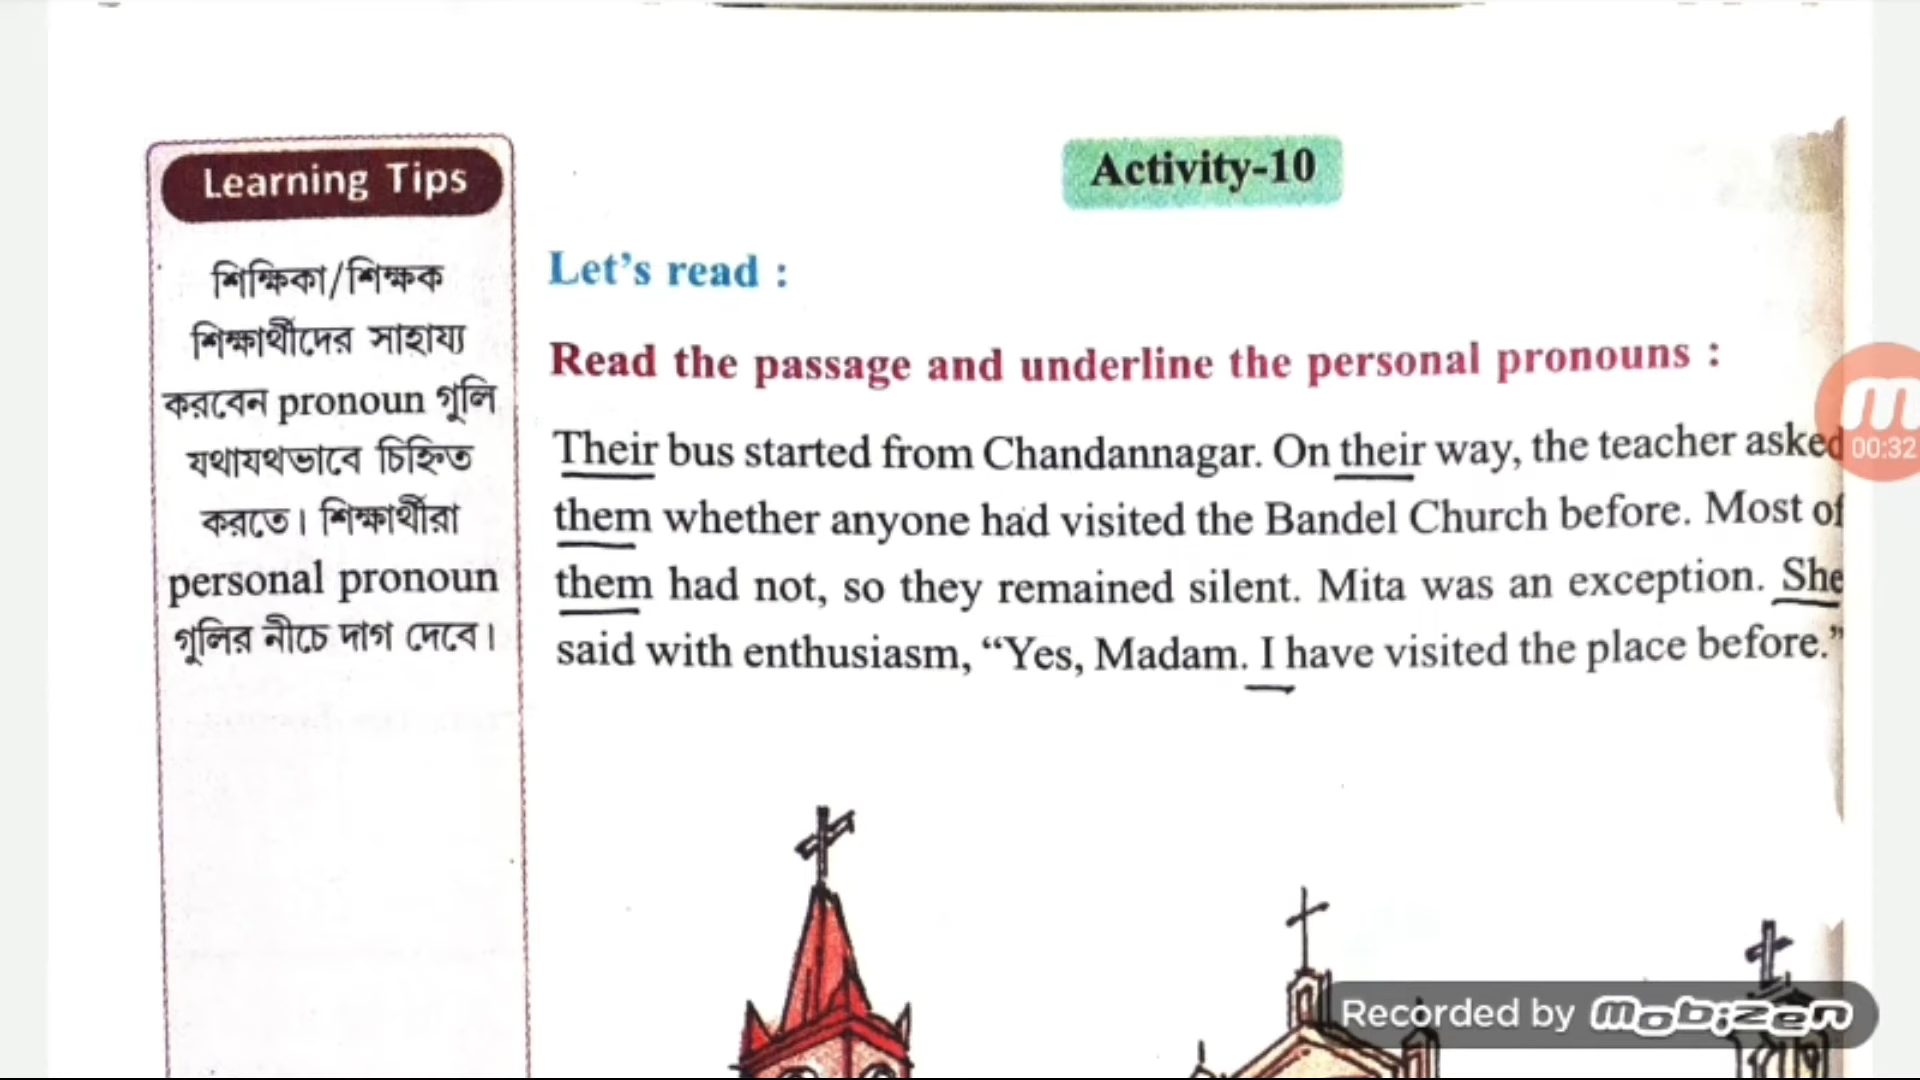 Learning Tips
শিক্ষিকা/শিক্ষক
শিক্ষার্থীদের সাহায্য
করবেন pronoun গুলি
যথাযথভাবে চিহ্নিত
করতে। শিক্ষার্থীরা
personal pronoun
গুলির নীচে দাগ দেবে।
Activity-10
Let's read :
Read the passage and underline the personal pronouns :
Their bus started from Chandannagar. On their way, the teacher asked
them whether anyone had visited the Bandel Church before. Most of
them had not, so they remained silent. Mita was an exception. She
said with enthusiasm, “Yes, Madam. I have visited the place before.”
00:32
Recorded by mobizen